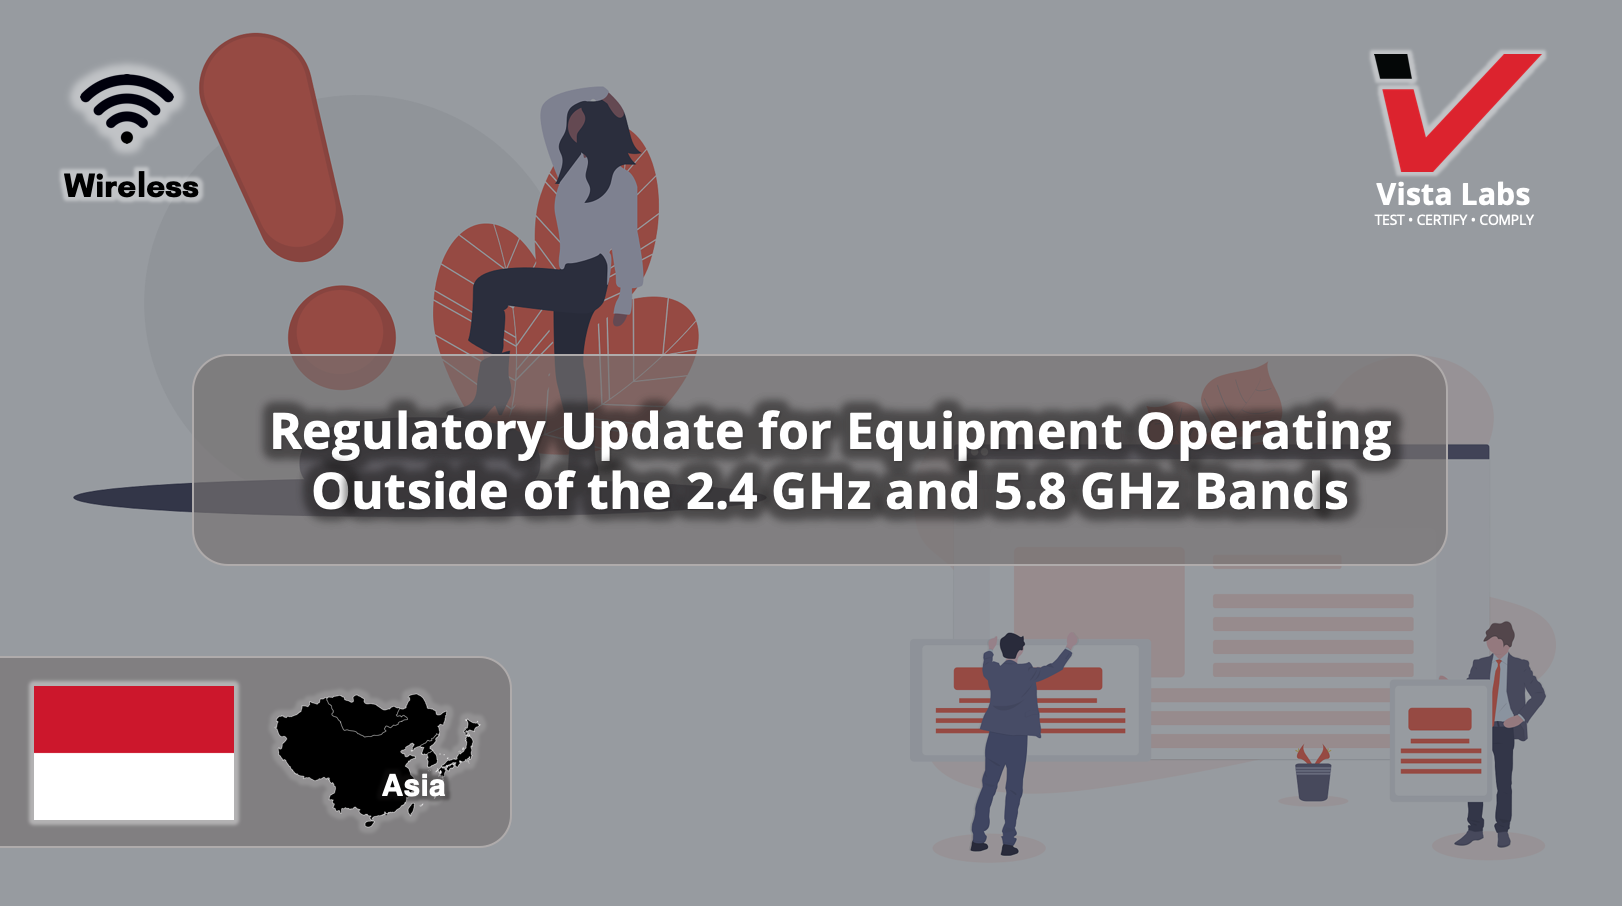 Wireless
Vista Labs
TEST • CERTIFY • COMPLY
Regulatory Update for Equipment Operating
Outside of the 2.4 GHz and 5.8 GHz Bands
Asia